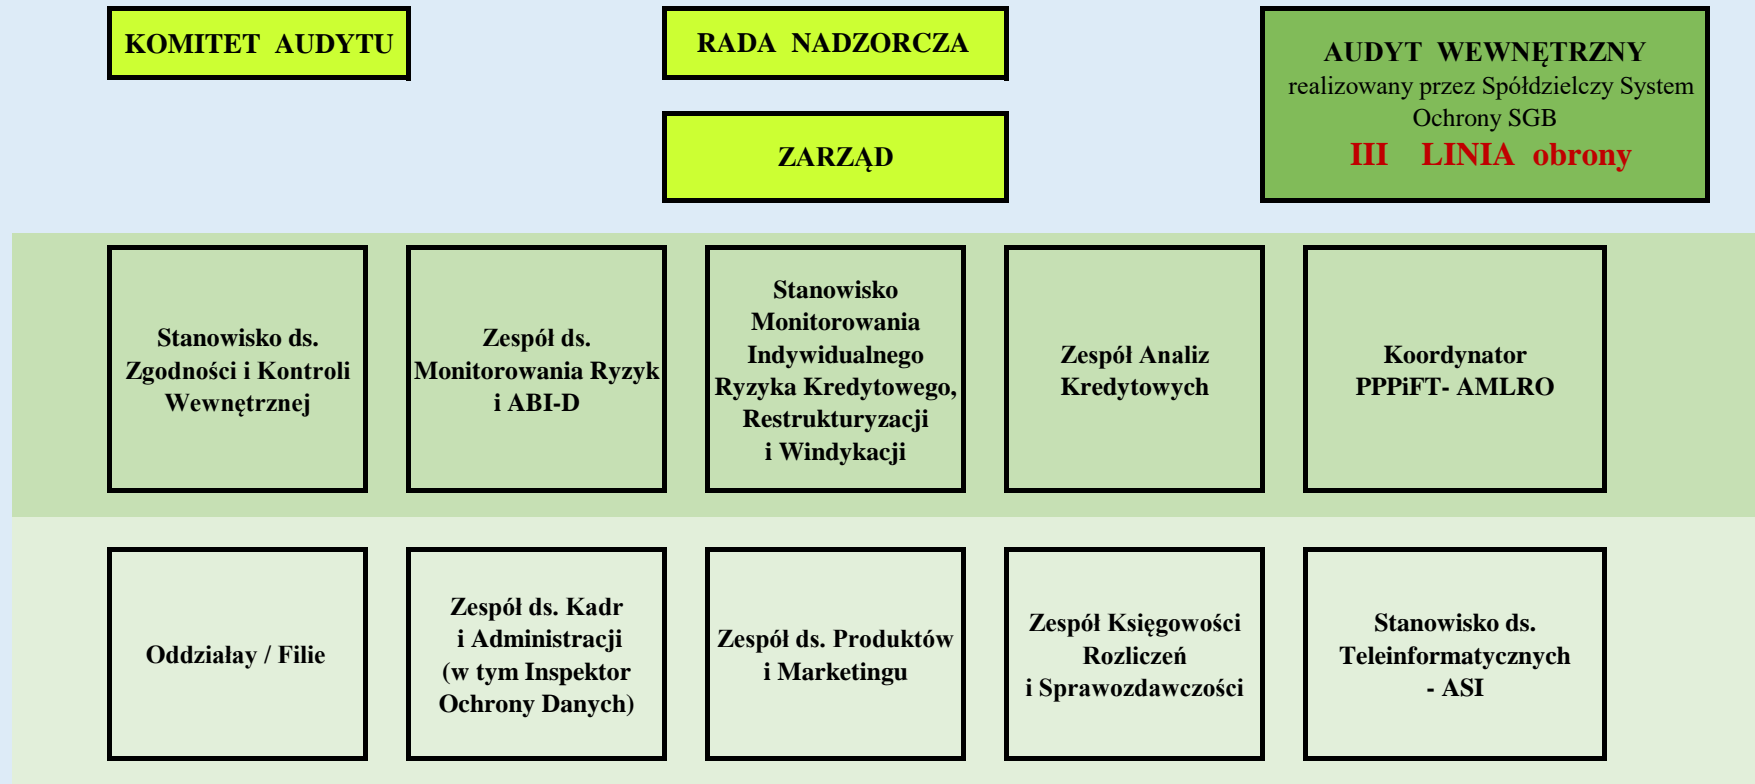 KOMITET AUDYTU
RADA NADZORCZA
AUDYT WEWNĘTRZNY
realizowany przez Spółdzielczy System
Ochrony SGB
III LINIA obrony
ZARZĄD
Stanowisko ds.
Zgodności i Kontroli
Wewnętrznej
Zespół ds.
Monitorowania Ryzyk
i ABI-D
Stanowisko
Monitorowania
Indywidualnego
Ryzyka Kredytowego,
Restrukturyzacji
i Windykacji
Zespół Analiz
Kredytowych
Koordynator
PPPiFT- AMLRO
Oddziałay / Filie
Zespół ds. Kadr
i Administracji
(w tym Inspektor
Ochrony Danych)
Zespół ds. Produktów
i Marketingu
Zespół Księgowości
Rozliczeń
i Sprawozdawczości
Stanowisko ds.
Teleinformatycznych
- ASI